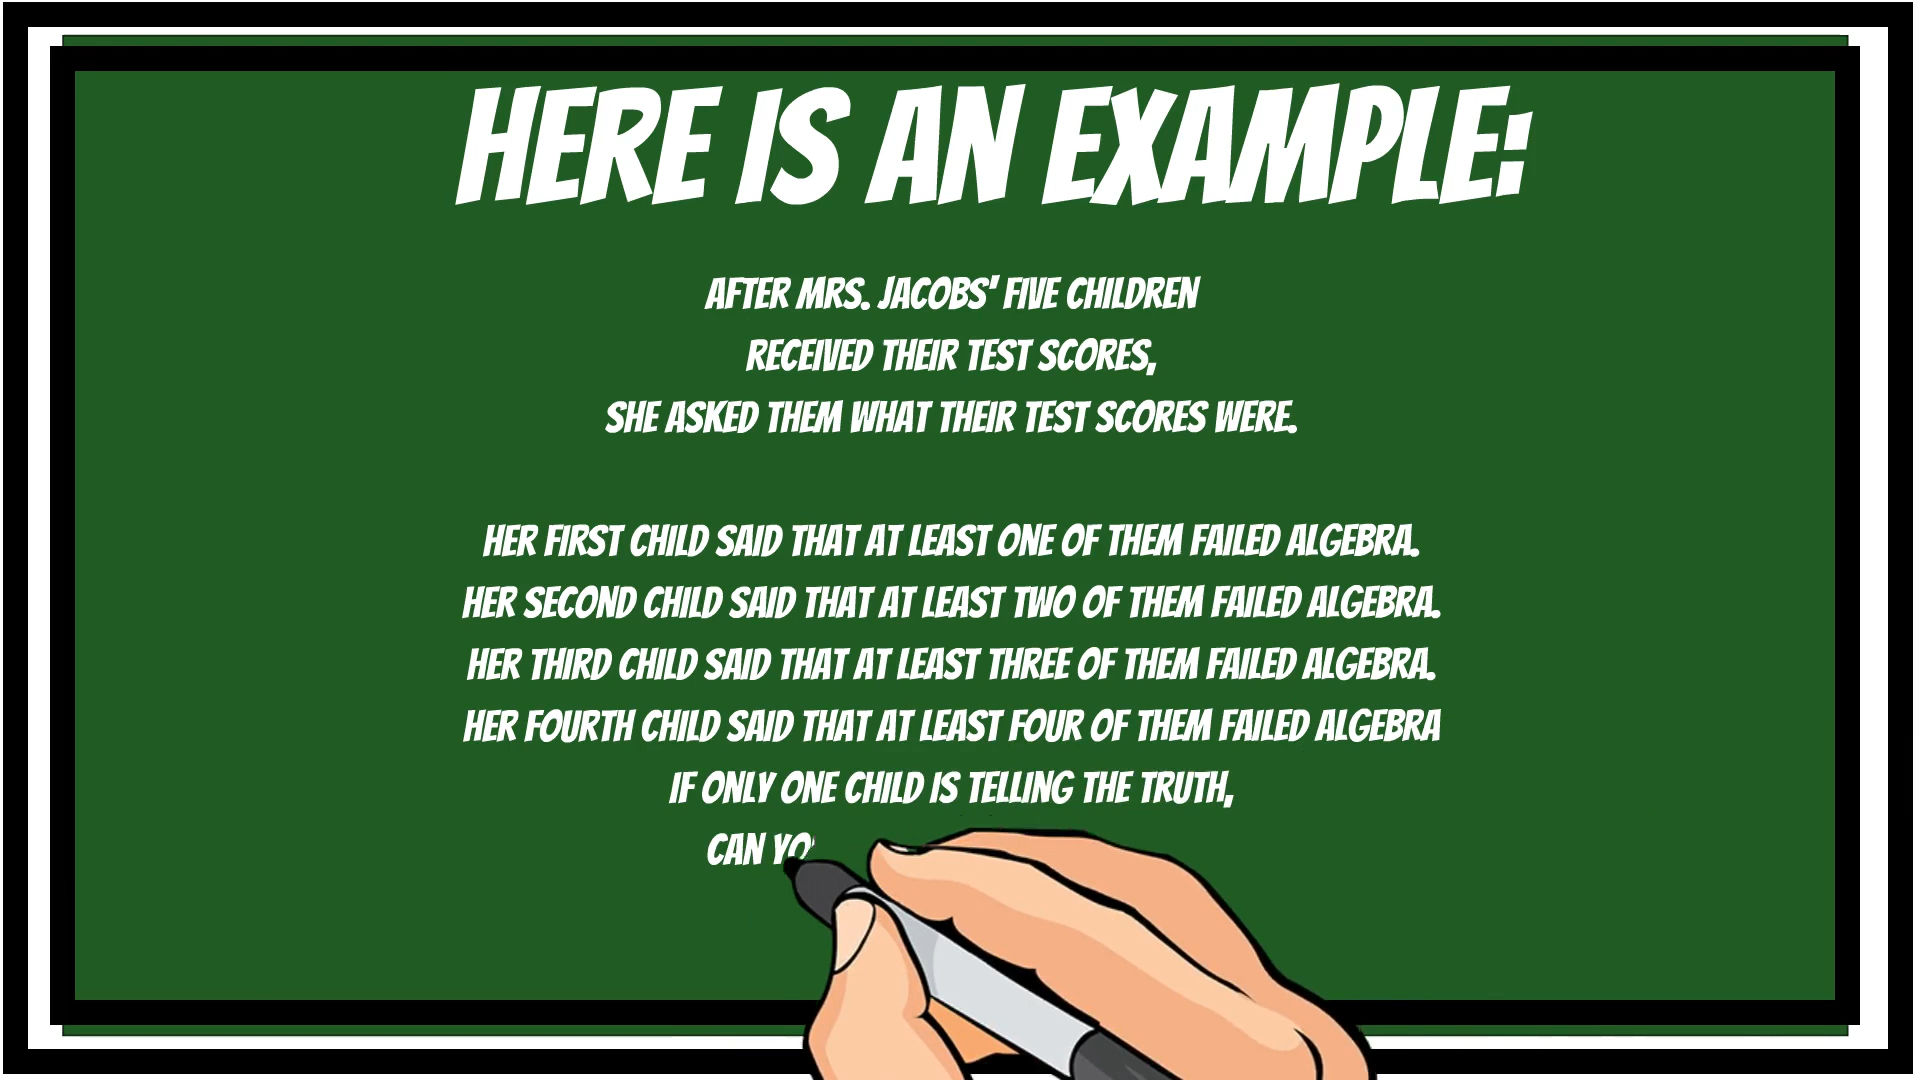 HERE IS AN EXAMPLE:
AFTER MRS. JACOBS' FIVE CHILDREN
RECEIVED THEIR TEST SCORES,
SHE ASKED THEM WHAT THEIR TEST SCORES WERE.
HER FIRST CHILD SAID THAT AT LEAST ONE OF THEM FAILED ALGEBRA.
HER SECOND CHILD SAID THAT AT LEAST TWO OF THEM FAILED ALGEBRA.
HER THIRD CHILD SAID THAT AT LEAST THREE OF THEM FAILED ALGEBRA.
HER FOURTH CHILD SAID THAT AT LEAST FOUR OF THEM FAILED ALGEBRA
IF ONLY ONE CHILD IS TELLING THE TRUTH,
CAN